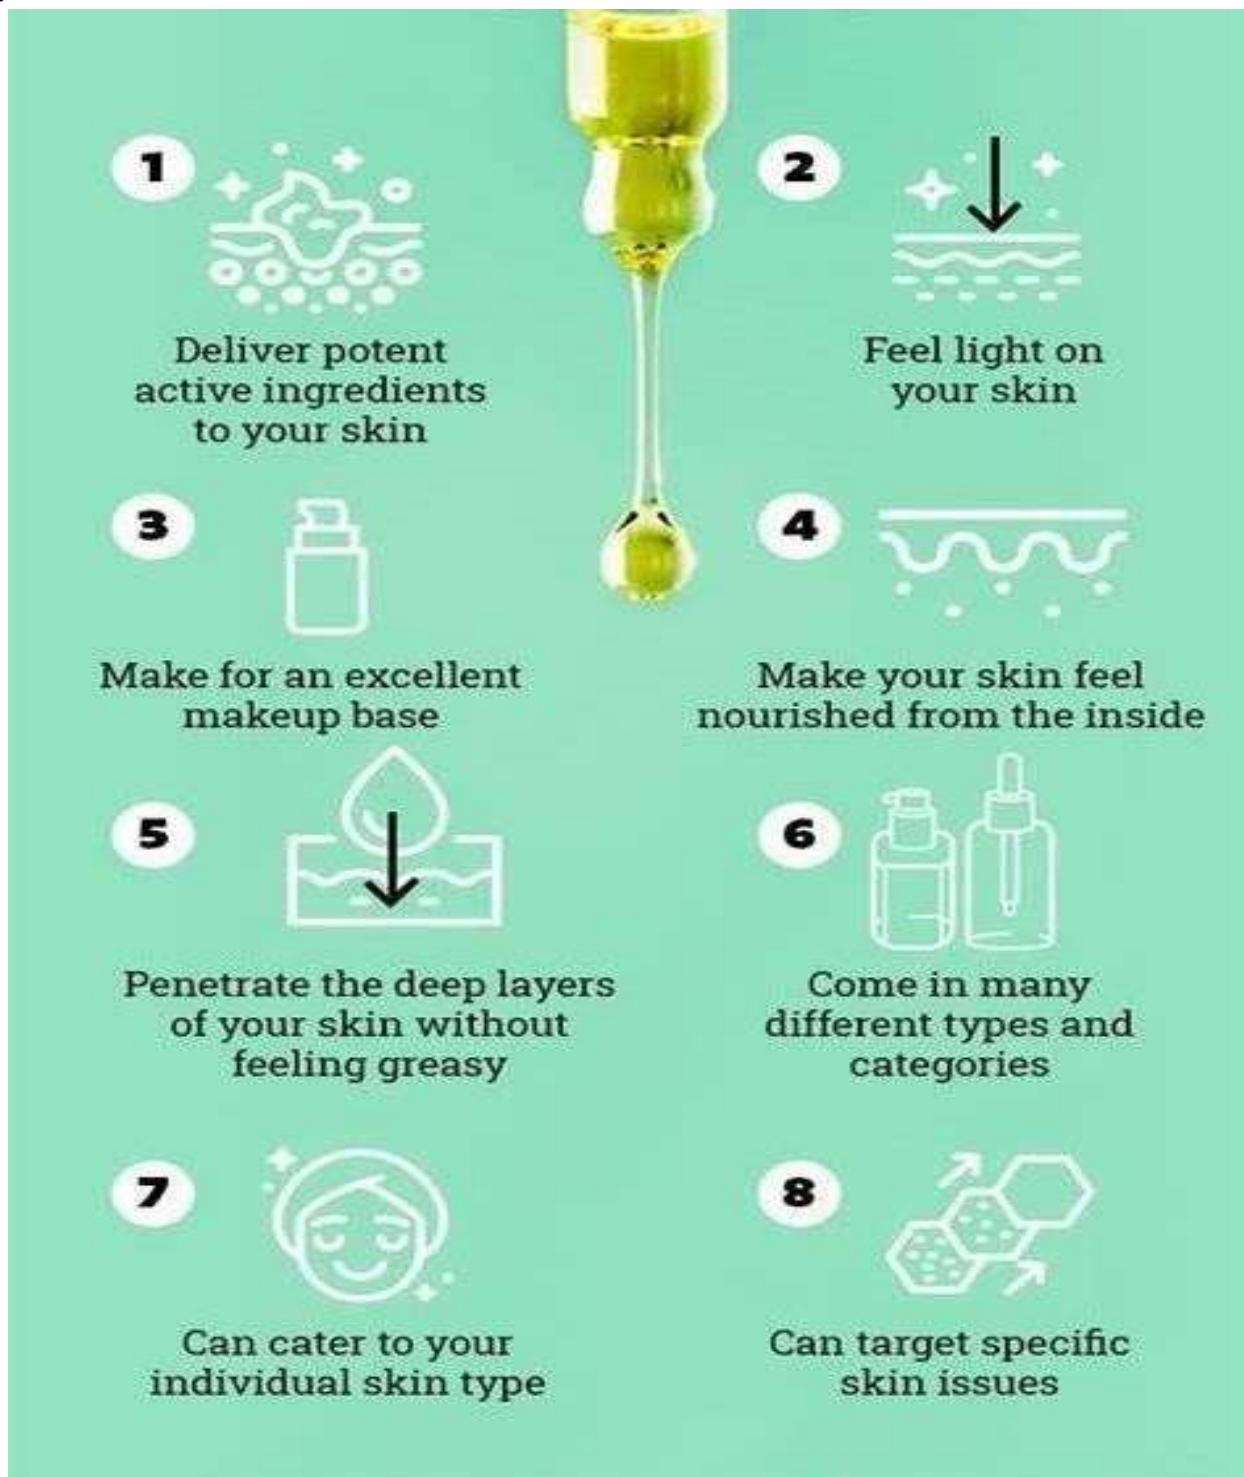 1
Deliver potent
active ingredients
to your skin
2
Feel light on
your skin
3
Make for an excellent
makeup base
4
Make your skin feel
nourished from the inside
5
Penetrate the deep layers
of your skin without
feeling greasy
6
Come in many
different types and
categories
7
Can cater to your
individual skin type
8
Can target specific
skin issues